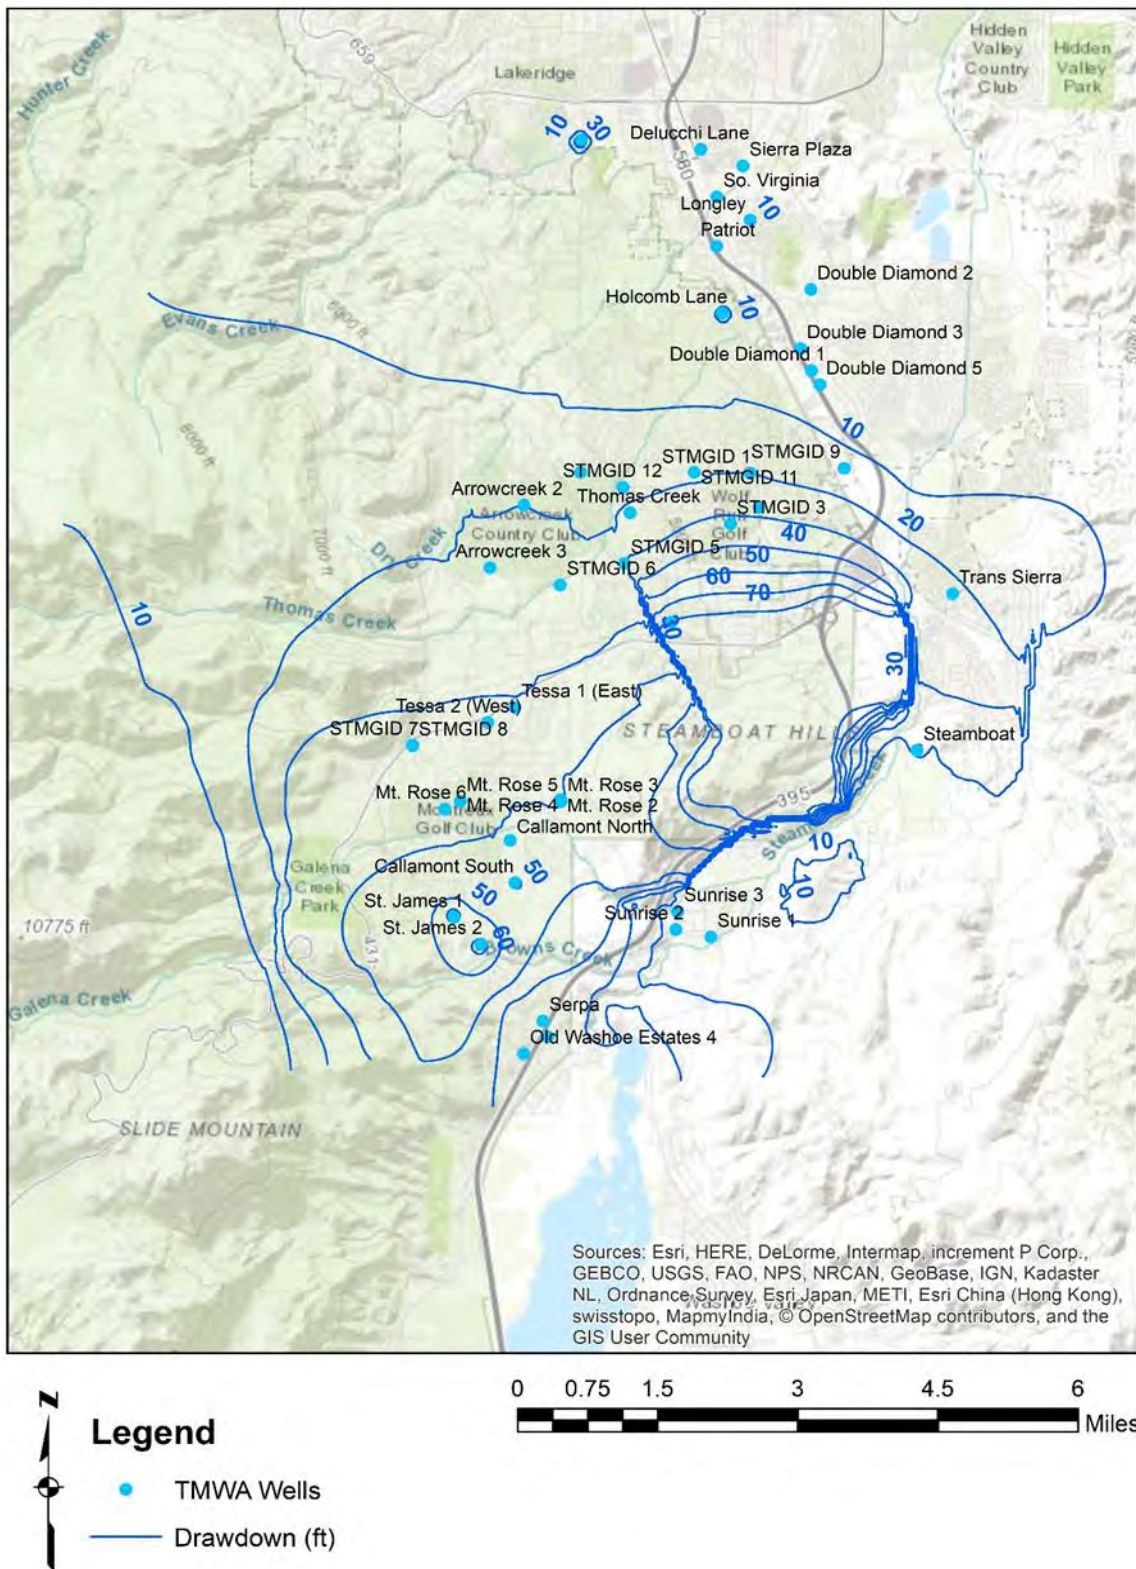 Hunter Creek
659
Lakeridge
Hidden
Valley
Country
Club
Hidden
Valley
Park
10
30
Delucchi Lane
580
Sierra Plaza
So. Virginia
Longley
10
Patriot
Double Diamond 2
Holcomb Lane
10
Evans Creek
6000 ft
Double Diamond 3
Double Diamond 1
Double Diamond 5
8000 ft
10
STMGID 1
STMGID 9
STMGID 12
STMGID 11
Arrowcreek 2
Thomas Creek
Arrowcreek
Country Club
Wolf
Run
Golf
Club
STMGID 3
20
40
7000 ft
Dry Creek
Arrowcreek 3
STMGID 5
50
STMGID 6
60
Trans Sierra
70
Thomas Creek
10
30
30
Tessa 1 (East)
Tessa 2 (West)
STMGID 7
STMGID 8
STEAMBOAT HILLS
Steamboat
Mt. Rose 5
Mt. Rose 3
Mt. Rose 6
Mt. Rose 4
Mt. Rose 2
Montreux
Golf Club
395
Callamont North
10
Callamont South
50
10
Galena
Creek
Park
50
St. James 1
Sunrise 3
Sunrise 2
Sunrise 1
St. James 2
60
Browns Creek
10775 ft
431
Galena Creek
Serpa
Old Washoe Estates 4
SLIDE MOUNTAIN
Sources: Esri, HERE, DeLorme, Intermap, increment P Corp.,
GEBCO, USGS, FAO, NPS, NRCAN, GeoBase, IGN, Kadaster
NL, Ordnance Survey, Esri Japan, METI, Esri China (Hong Kong),
swisstopo, MapmyIndia, © OpenStreetMap contributors, and the
GIS User Community
N
0 0.75 1.5 3 4.5 6
Miles
Legend
TMWA Wells
Drawdown (ft)